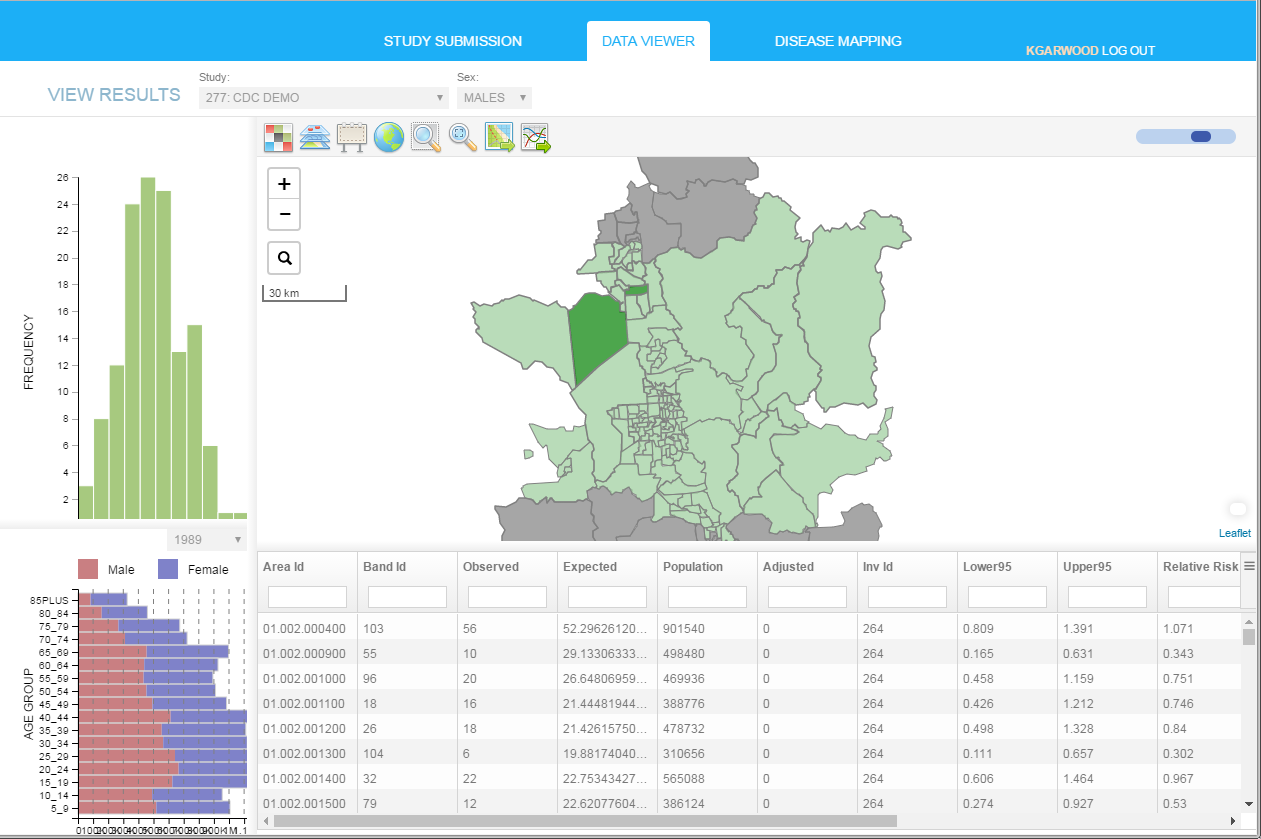 STUDY SUBMISSION DATA VIEWER DISEASE MAPPING KGARWOOD LOG OUT
VIEW RESULTS
Study:
277: CDC DEMO
Sex:
MALES
26
24
22
20
18
16
14
12
10
8
6
4
2
FREQUENCY
+
−
30 km
Leaflet
1989
Male Female
85PLUS
80_84
75_79
70_74
65_69
60_64
55_59
50_54
45_49
40_44
35_39
30_34
25_29
20_24
15_19
10_14
5_9
AGE GROUP
Area Id Band Id Observed Expected Population Adjusted Inv Id Lower95 Upper95 Relative Risk
01.002.000400 103 56 52.29626120... 901540 0 264 0.809 1.391 1.071
01.002.000900 55 10 29.13306333... 498480 0 264 0.165 0.631 0.343
01.002.001000 96 20 26.64806959... 469936 0 264 0.458 1.159 0.751
01.002.001100 18 16 21.44481944... 388776 0 264 0.426 1.212 0.746
01.002.001200 26 18 21.42615750... 478732 0 264 0.498 1.328 0.84
01.002.001300 104 6 19.88174040... 310656 0 264 0.111 0.657 0.302
01.002.001400 32 22 22.75343427... 565088 0 264 0.606 1.464 0.967
01.002.001500 79 12 22.62077604... 386124 0 264 0.274 0.927 0.53